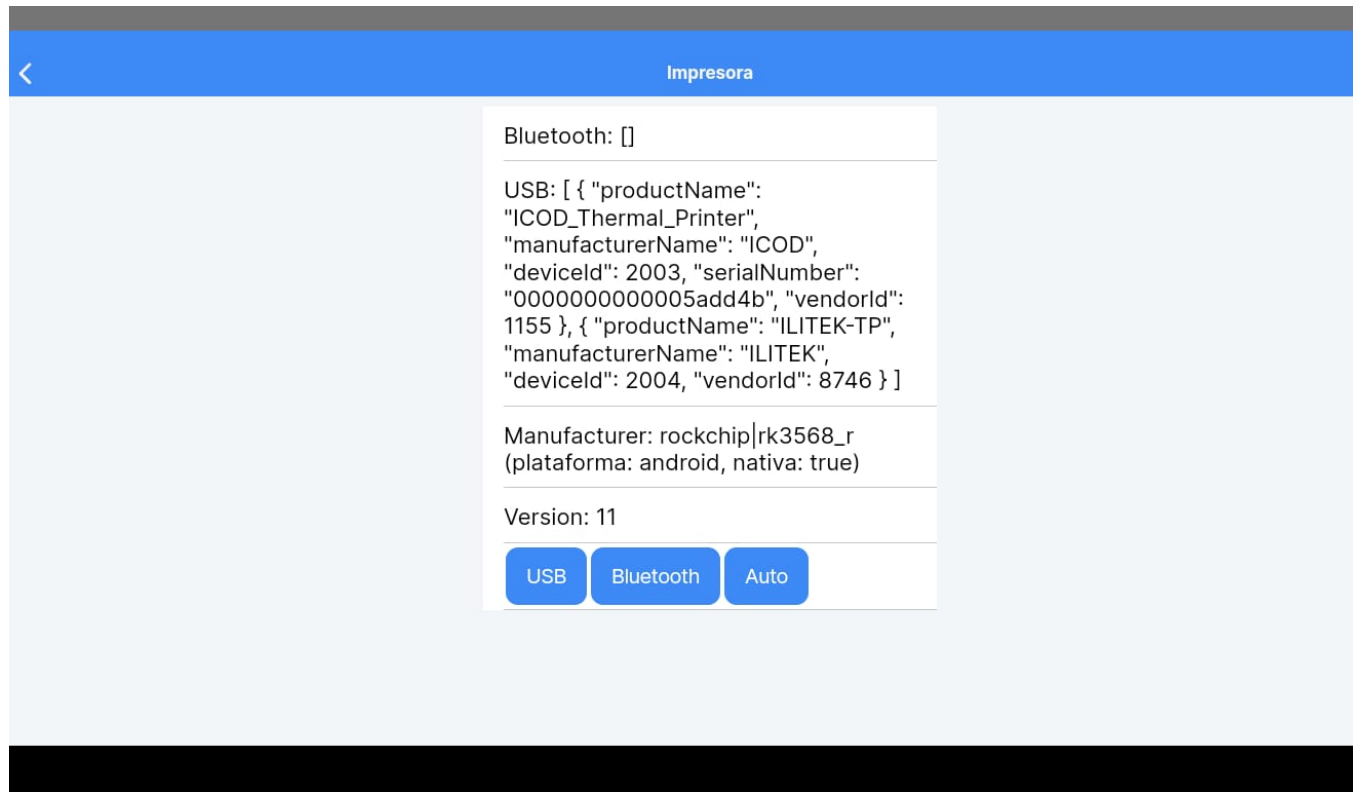 Impresora
Bluetooth: []
USB: [ { "productName":
"ICOD_Thermal_Printer",
"manufacturerName": "ICOD",
"deviceId": 2003, "serialNumber":
"0000000000005add4b", "vendorId":
1155 }, { "productName": "ILITEK-TP",
"manufacturerName": "ILITEK",
"deviceId": 2004, "vendorId": 8746 } ]
Manufacturer: rockchip|rk3568_r
(plataforma: android, nativa: true)
Version: 11
USB Bluetooth Auto